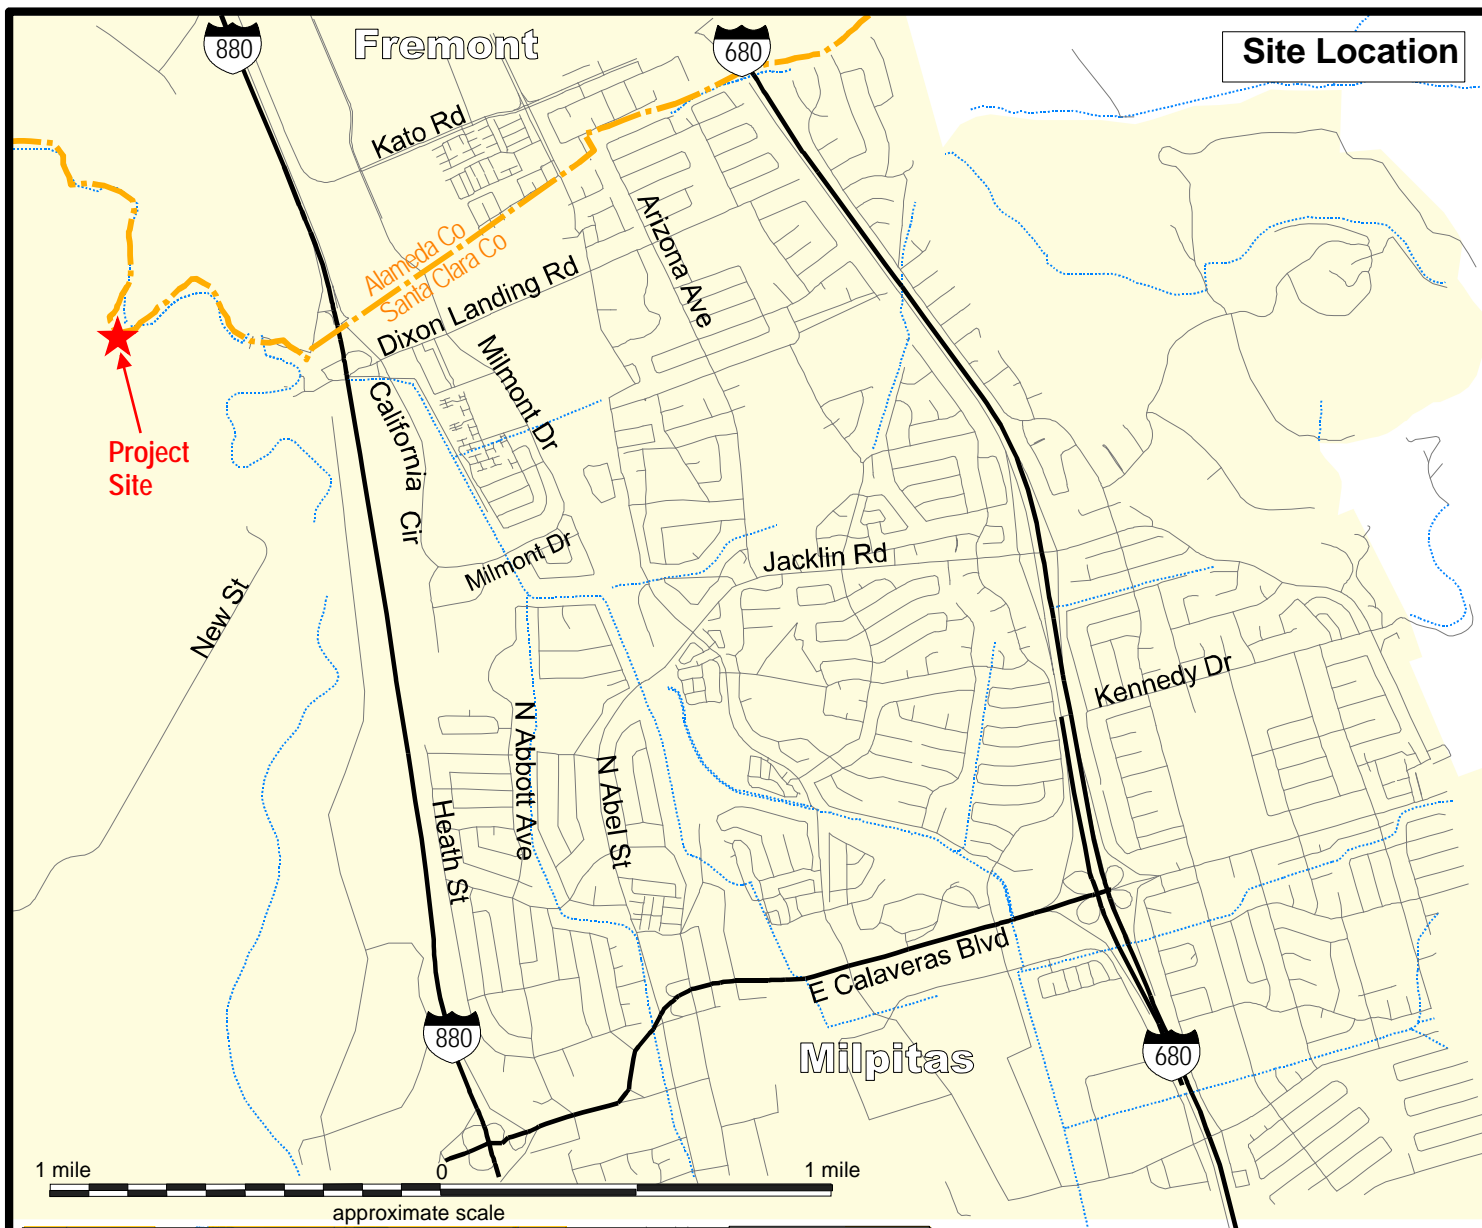 880
Fremont
680
Site Location
Kato Rd
Alameda Co
Santa Clara Co
Arizona Ave
Dixon Landing Rd
Milmont Dr
California Cir
Project
Site
Milmont Dr
Jacklin Rd
New St
Kennedy Dr
N Abbott Ave
N Abel St
Heath St
E Calaveras Blvd
880
Milpitas
680
1 mile
0
1 mile
approximate scale